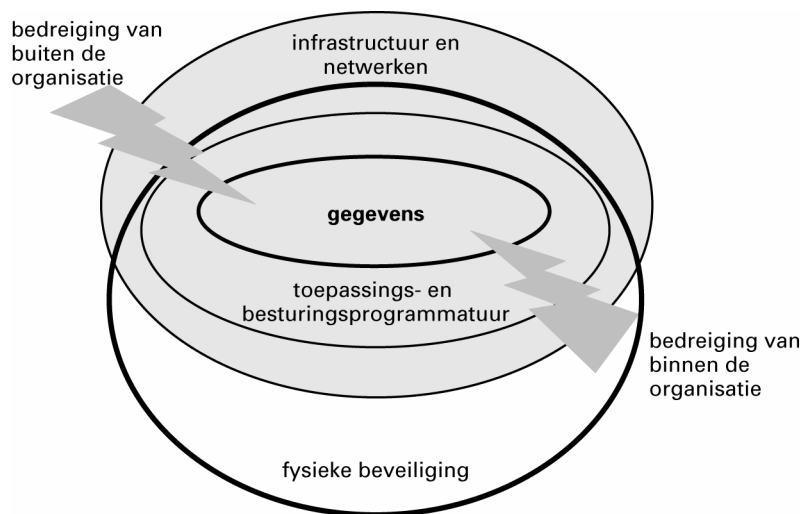 bedreiging van
buiten de
organisatie
infrastructuur en
netwerken
gegevens
toepassings- en
besturingsprogrammatuur
bedreiging van
binnen de
organisatie
fysieke beveiliging